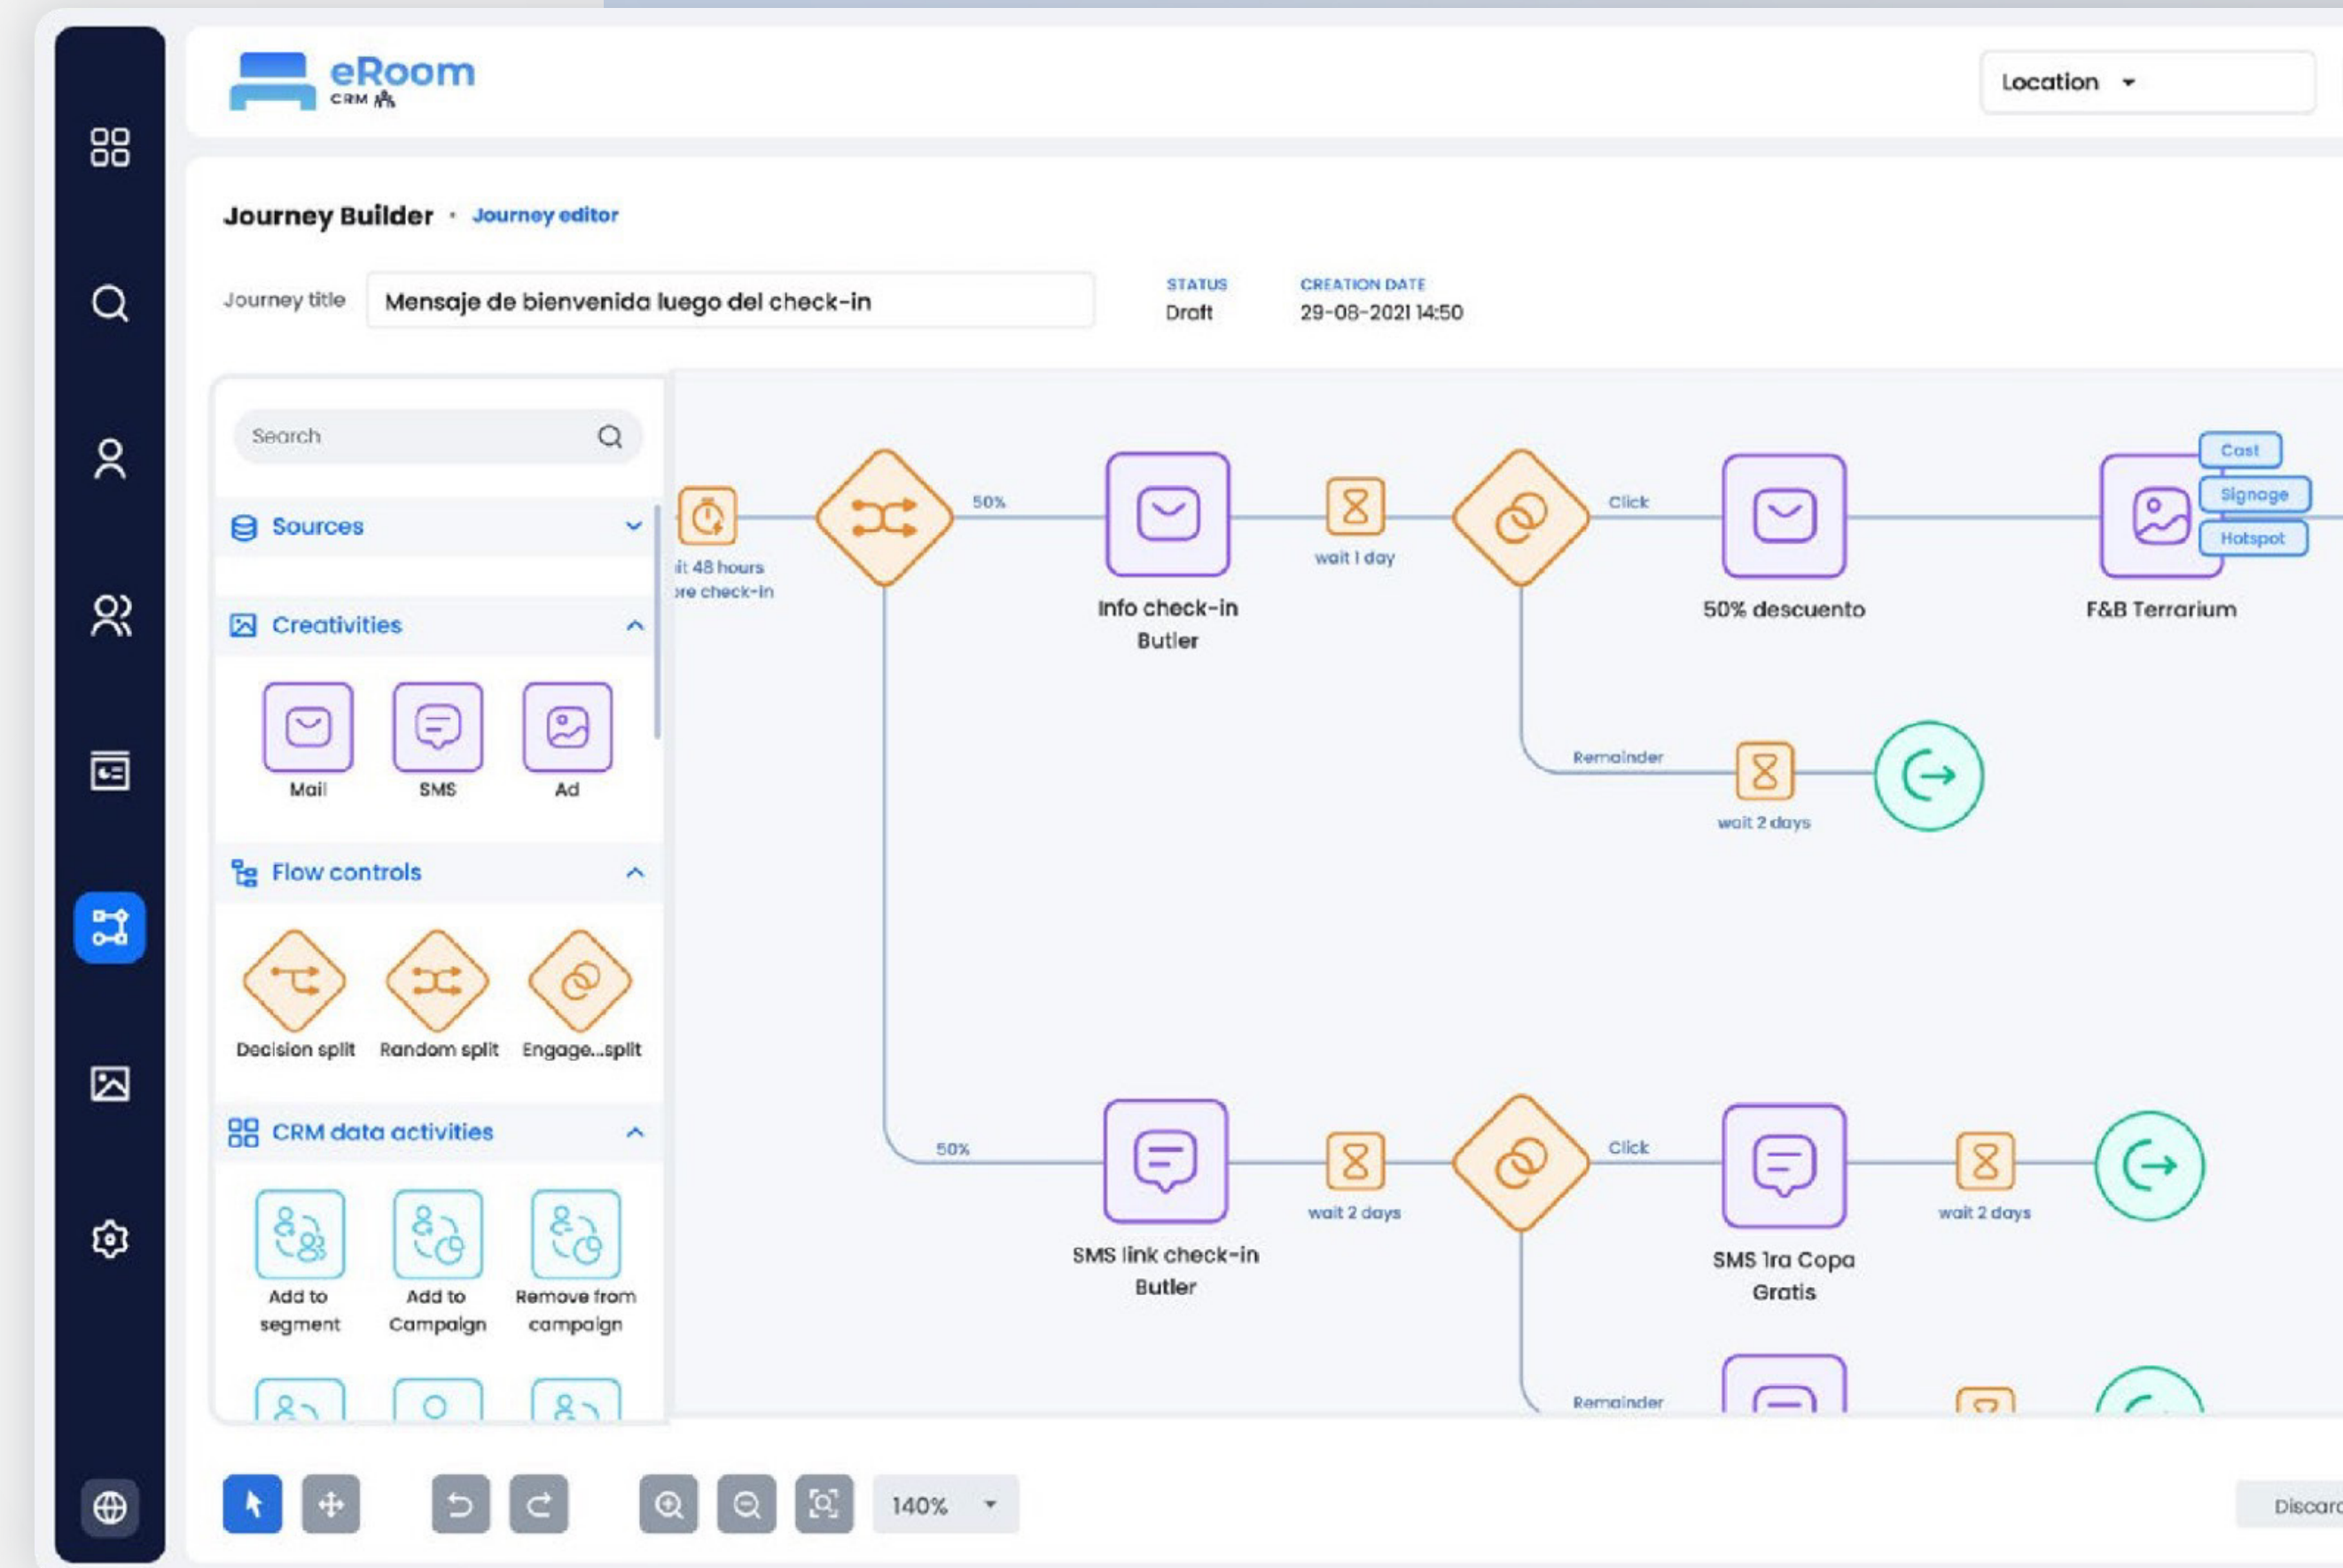 eRoom
CRM
Location
Journey Builder · Journey editor
Journey title
Mensaje de bienvenida luego del check-in
STATUS
Draft
CREATION DATE
29-08-2021 14:50
Search
Sources
Creativities
Mail
SMS
Ad
Flow controls
Decision split
Random split
Engage...split
CRM data activities
Add to
segment
Add to
Campaign
Remove from
campaign
48 hours
check-in
50%
Info check-in
Butler
wait 1 day
Click
50% descuento
Cast
Signage
Hotspot
F&B Terrarium
Remainder
wait 2 days
50%
SMS link check-in
Butler
wait 2 days
Click
SMS 1ra Copa
Gratis
wait 2 days
Remainder
140%